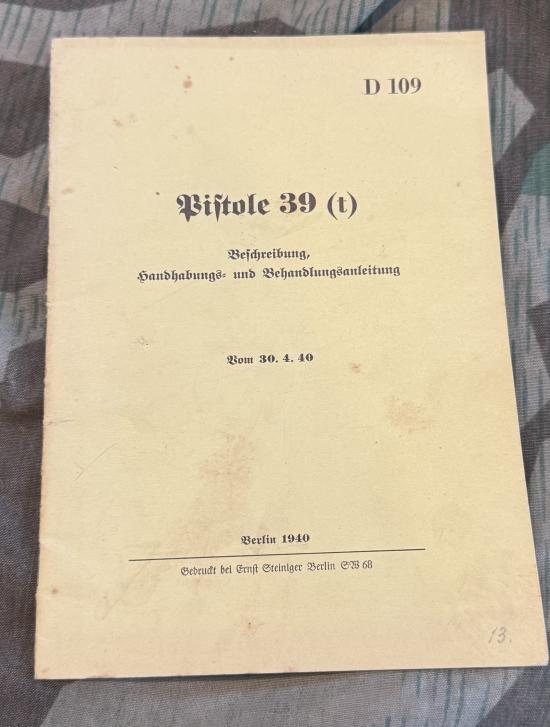 D 109
Pistole 39 (t)
Beschreibung,
Handhabungs- und Behandlungsanleitung
Vom 30. 4. 40
Berlin 1940
Gedruckt bei Ernst Steiniger Berlin SW 68
13.